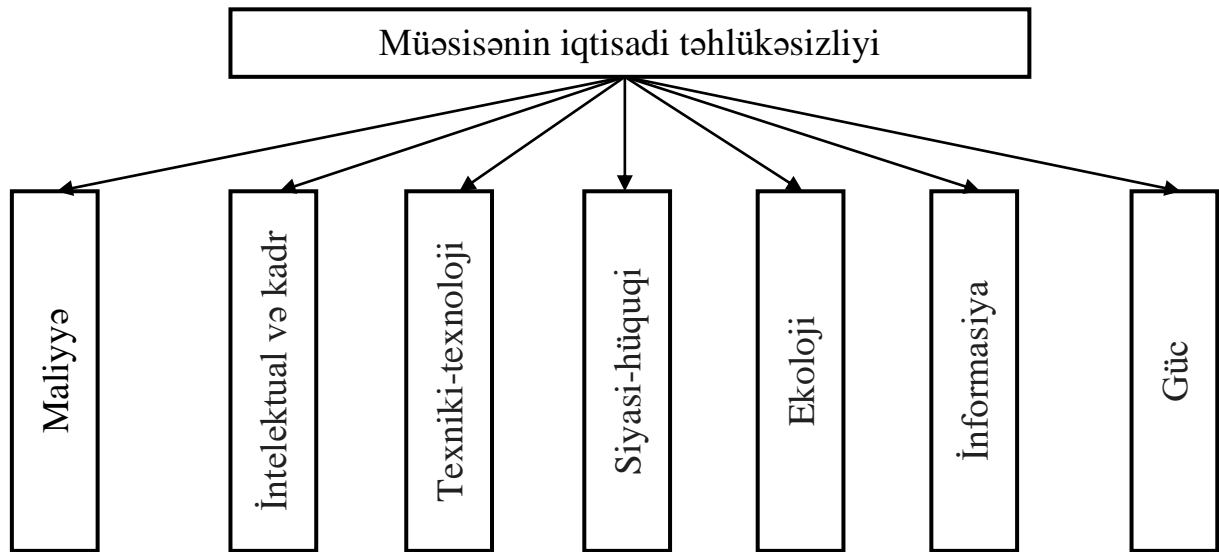 Müəsisənin iqtisadi təhlükəsizliyi
Maliyyə
İntelektual və kadr
Texniki-texnoloji
Siyasi-hüquqi
Ekoloji
İnformasiya
Güc